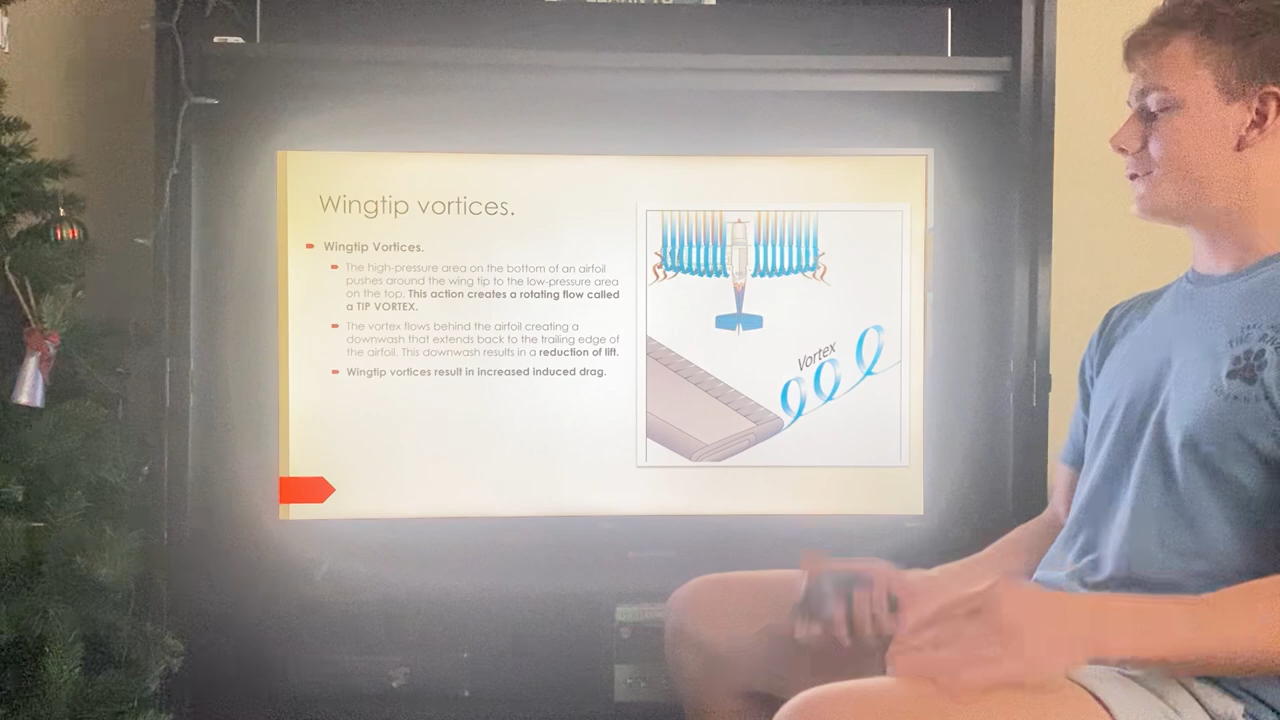 LEARN TO
Wingtip vortices.
Wingtip Vortices.
The high-pressure area on the bottom of an airfoil
pushes around the wing tip to the low-pressure area
on the top. This action creates a rotating flow called
a TIP VORTEX.
The vortex flows behind the airfoil creating a
downwash that extends back to the trailing edge of
the airfoil. This downwash results in a reduction of lift.
Wingtip vortices result in increased induced drag.
Vortex
THE